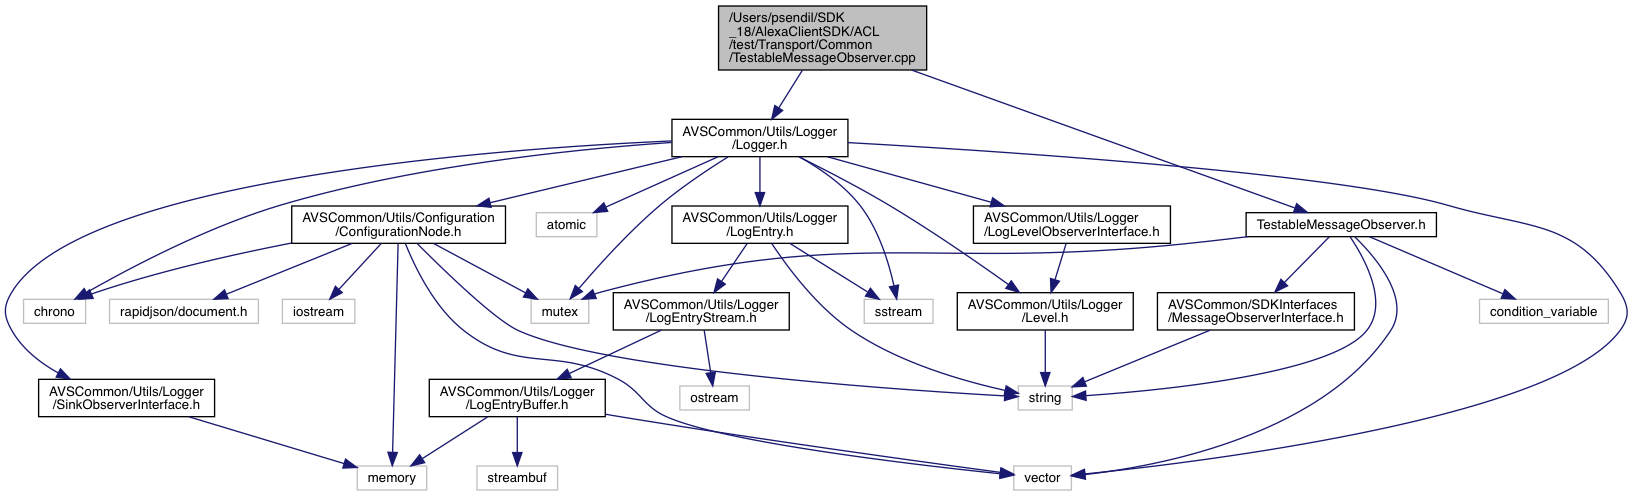 /Users/psendil/SDK
_18/AlexaClientSDK/ACL
/test/Transport/Common
/TestableMessageObserver.cpp
AVSCommon/Utils/Logger
/Logger.h
AVSCommon/Utils/Configuration
/ConfigurationNode.h
atomic
AVSCommon/Utils/Logger
/LogEntry.h
AVSCommon/Utils/Logger
/LogLevelObserverInterface.h
TestableMessageObserver.h
chrono
rapidjson/document.h
iostream
mutex
AVSCommon/Utils/Logger
/LogEntryStream.h
sstream
AVSCommon/Utils/Logger
/Level.h
AVSCommon/SDKInterfaces
/MessageObserverInterface.h
condition_variable
AVSCommon/Utils/Logger
/SinkObserverInterface.h
AVSCommon/Utils/Logger
/LogEntryBuffer.h
ostream
string
memory
streambuf
vector